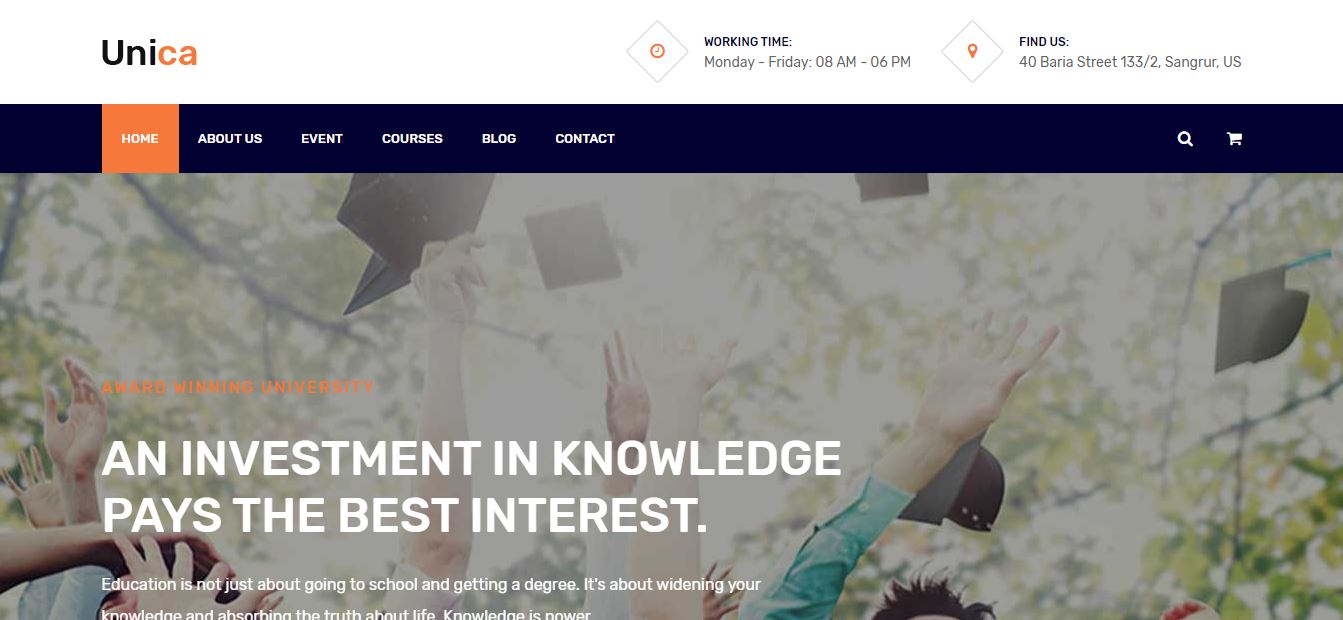 Unica
WORKING TIME:
Monday - Friday: 08 AM - 06 PM
FIND US:
40 Baria Street 133/2, Sangrur, US
HOME ABOUT US EVENT COURSES BLOG CONTACT
AWARD WINNING UNIVERSITY
AN INVESTMENT IN KNOWLEDGE
PAYS THE BEST INTEREST.
Education is not just about going to school and getting a degree. It's about widening your
knowledge and absorbing the truth about life. Knowledge is power.